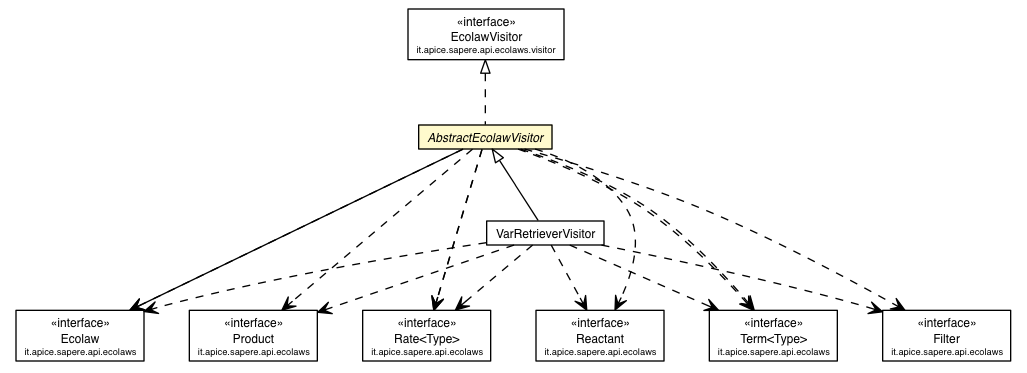 «interface»
EcolawVisitor
it.apice.sapere.api.ecolaws.visitor
AbstractEcolawVisitor
VarRetrieverVisitor
«interface»
Ecolaw
it.apice.sapere.api.ecolaws
«interface»
Product
it.apice.sapere.api.ecolaws
«interface»
Rate<Type>
it.apice.sapere.api.ecolaws
«interface»
Reactant
it.apice.sapere.api.ecolaws
«interface»
Term<Type>
it.apice.sapere.api.ecolaws
«interface»
Filter
it.apice.sapere.api.ecolaws